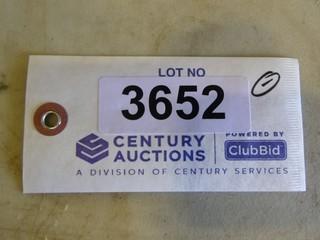 LOT NO
3652
CENTURY AUCTIONS
POWERED BY
ClubBid
A DIVISION OF CENTURY SERVICES